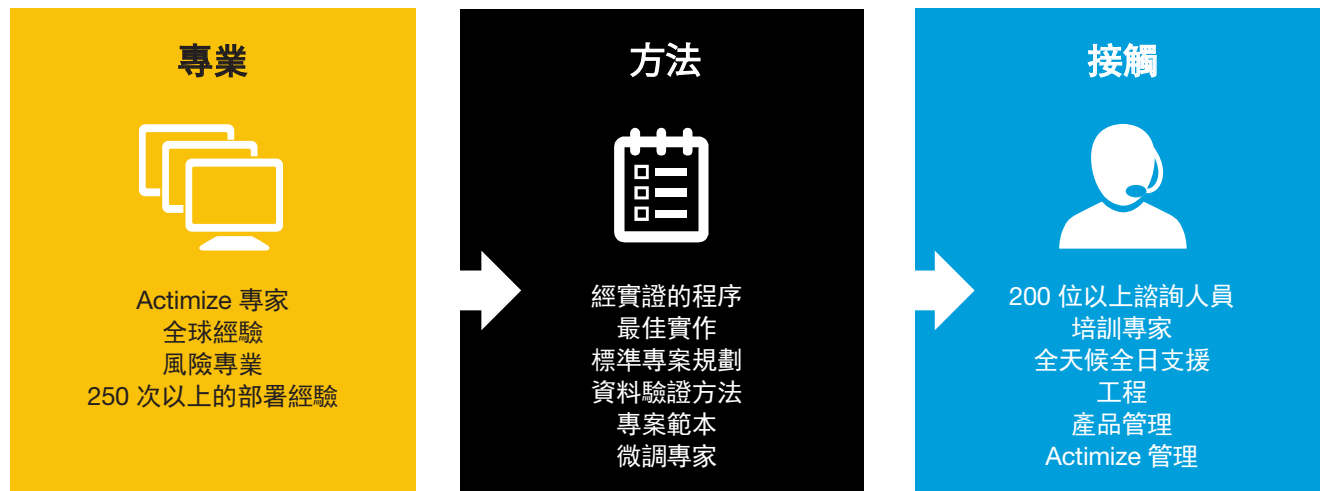 專業
Actimize 專家
全球經驗
風險專業
250 次以上的部署經驗
方法
經實證的程序
最佳實作
標準專案規劃
資料驗證方法
專案範本
微調專家
接觸
200 位以上諮詢人員
培訓專家
全天候全日支援
工程
產品管理
Actimize 管理